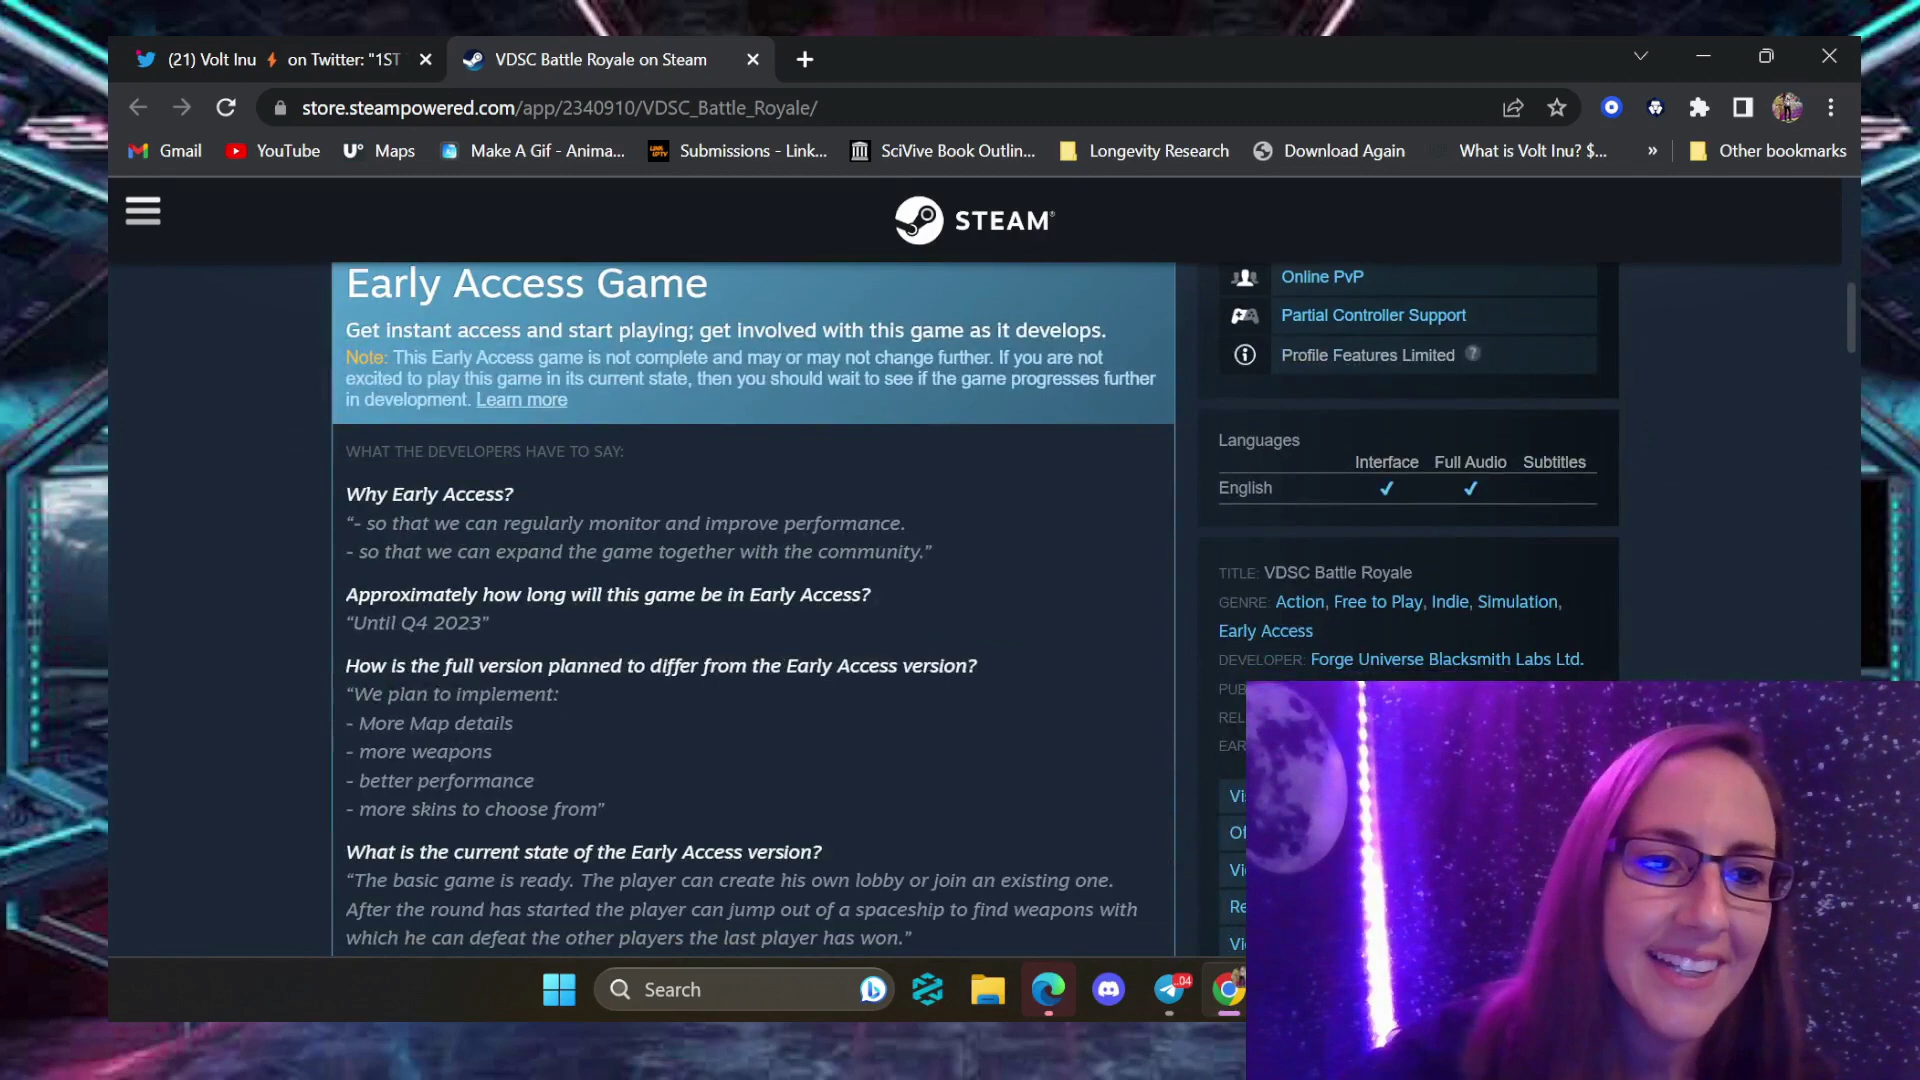 (21) Volt Inu ⚡ on Twitter: "1ST
VDSC Battle Royale on Steam
store.steampowered.com/app/2340910/VDSC_Battle_Royale/
Gmail
YouTube
Maps
Make A Gif - Anima...
Submissions - Link...
SciVive Book Outlin...
Longevity Research
Download Again
What is Volt Inu? $...
»
Other bookmarks
STEAM®
Early Access Game
Get instant access and start playing; get involved with this game as it develops.
Note: This Early Access game is not complete and may or may not change further. If you are not
excited to play this game in its current state, then you should wait to see if the game progresses further
in development. Learn more
WHAT THE DEVELOPERS HAVE TO SAY:
Why Early Access?
“- so that we can regularly monitor and improve performance.
- so that we can expand the game together with the community.”
Approximately how long will this game be in Early Access?
“Until Q4 2023”
How is the full version planned to differ from the Early Access version?
“We plan to implement:
- More Map details
- more weapons
- better performance
- more skins to choose from”
What is the current state of the Early Access version?
“The basic game is ready. The player can create his own lobby or join an existing one.
After the round has started the player can jump out of a spaceship to find weapons with
which he can defeat the other players the last player has won.”
Online PvP
Partial Controller Support
Profile Features Limited ?
Languages
Interface Full Audio Subtitles
English ✔ ✔
TITLE: VDSC Battle Royale
GENRE: Action, Free to Play, Indie, Simulation,
Early Access
DEVELOPER: Forge Universe Blacksmith Labs Ltd.
PUB
REL
EAR
Vis
Of
Vie
Re
Vie
Search
..04